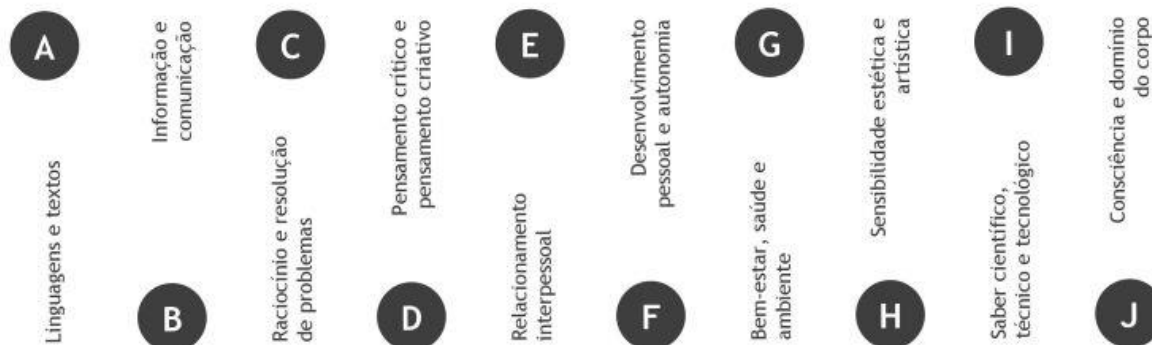 A
Linguagens e textos
Informação e
comunicação
B
C
Raciocínio e resolução
de problemas
Pensamento crítico e
pensamento criativo
D
E
Relacionamento
interpessoal
Desenvolvimento
pessoal e autonomia
F
G
Bem-estar, saúde e
ambiente
Sensibilidade estética e
artística
H
I
Saber científico,
técnico e tecnológico
Consciência e domínio
do corpo
J